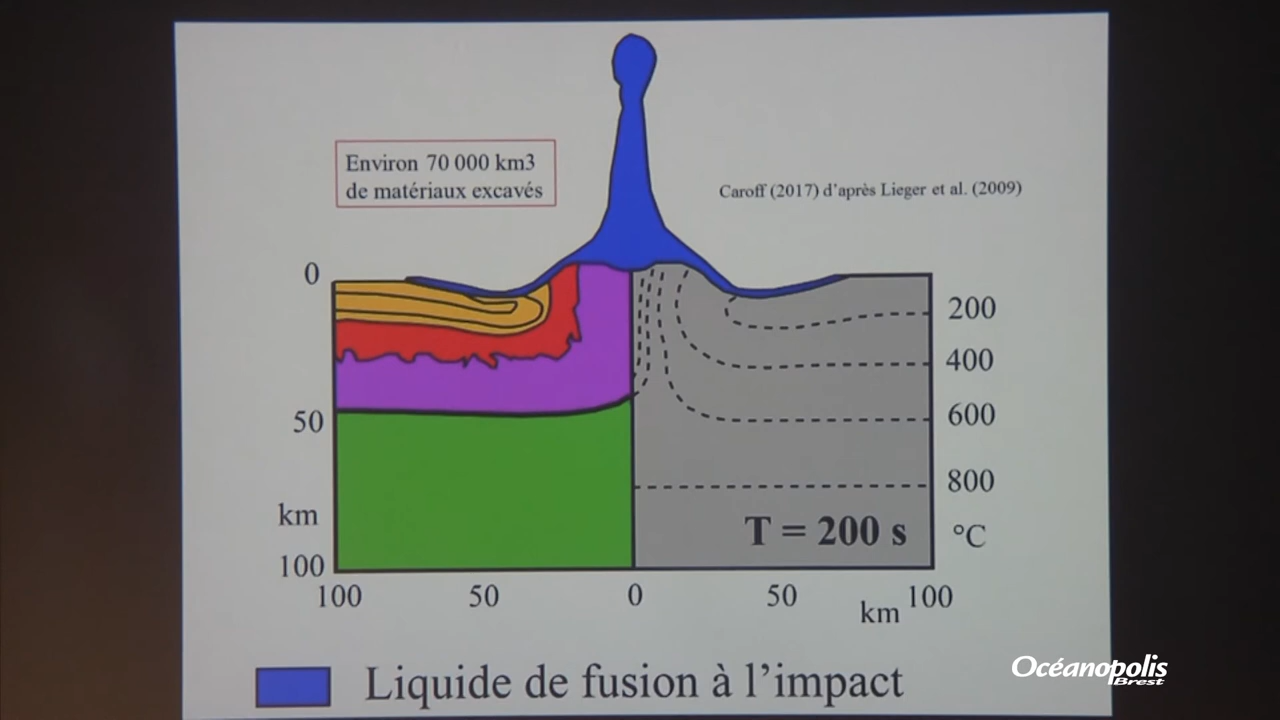 Environ 70 000 km3
de matériaux excavés
Caroff (2017) d'après Lieger et al. (2009)
0
50
km
100
200
400
600
800
°C
T = 200 s
100
50
0
50
km
100
Liquide de fusion à l'impact
Océanopolis
Brest